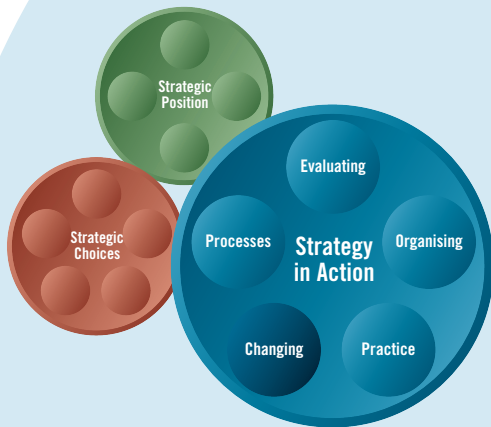 Strategic
Position
Strategic
Choices
Evaluating
Processes
Strategy
in Action
Organising
Changing
Practice